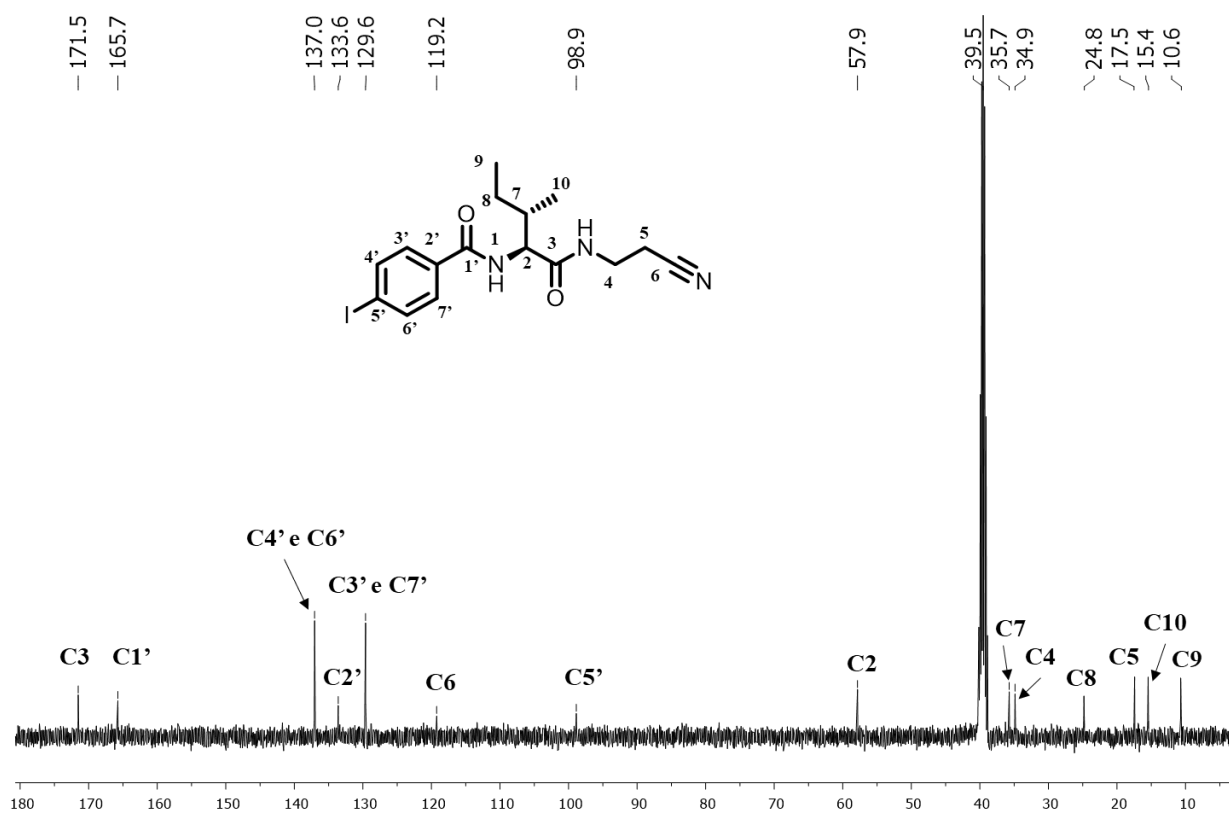 171.5
165.7
137.0
133.6
129.6
119.2
98.9
57.9
39.5
35.7
34.9
24.8
17.5
15.4
10.6
9
8
7
10
O
1
N
H
2
3
O
H
N
4
5
6
N
1'
2'
3'
4'
5'
6'
7'
I
C4' e C6'
C3' e C7'
C3
C1'
C2'
C6
C5'
C2
C7
C4
C8
C5
C10
C9
180 170 160 150 140 130 120 110 100 90 80 70 60 50 40 30 20 10